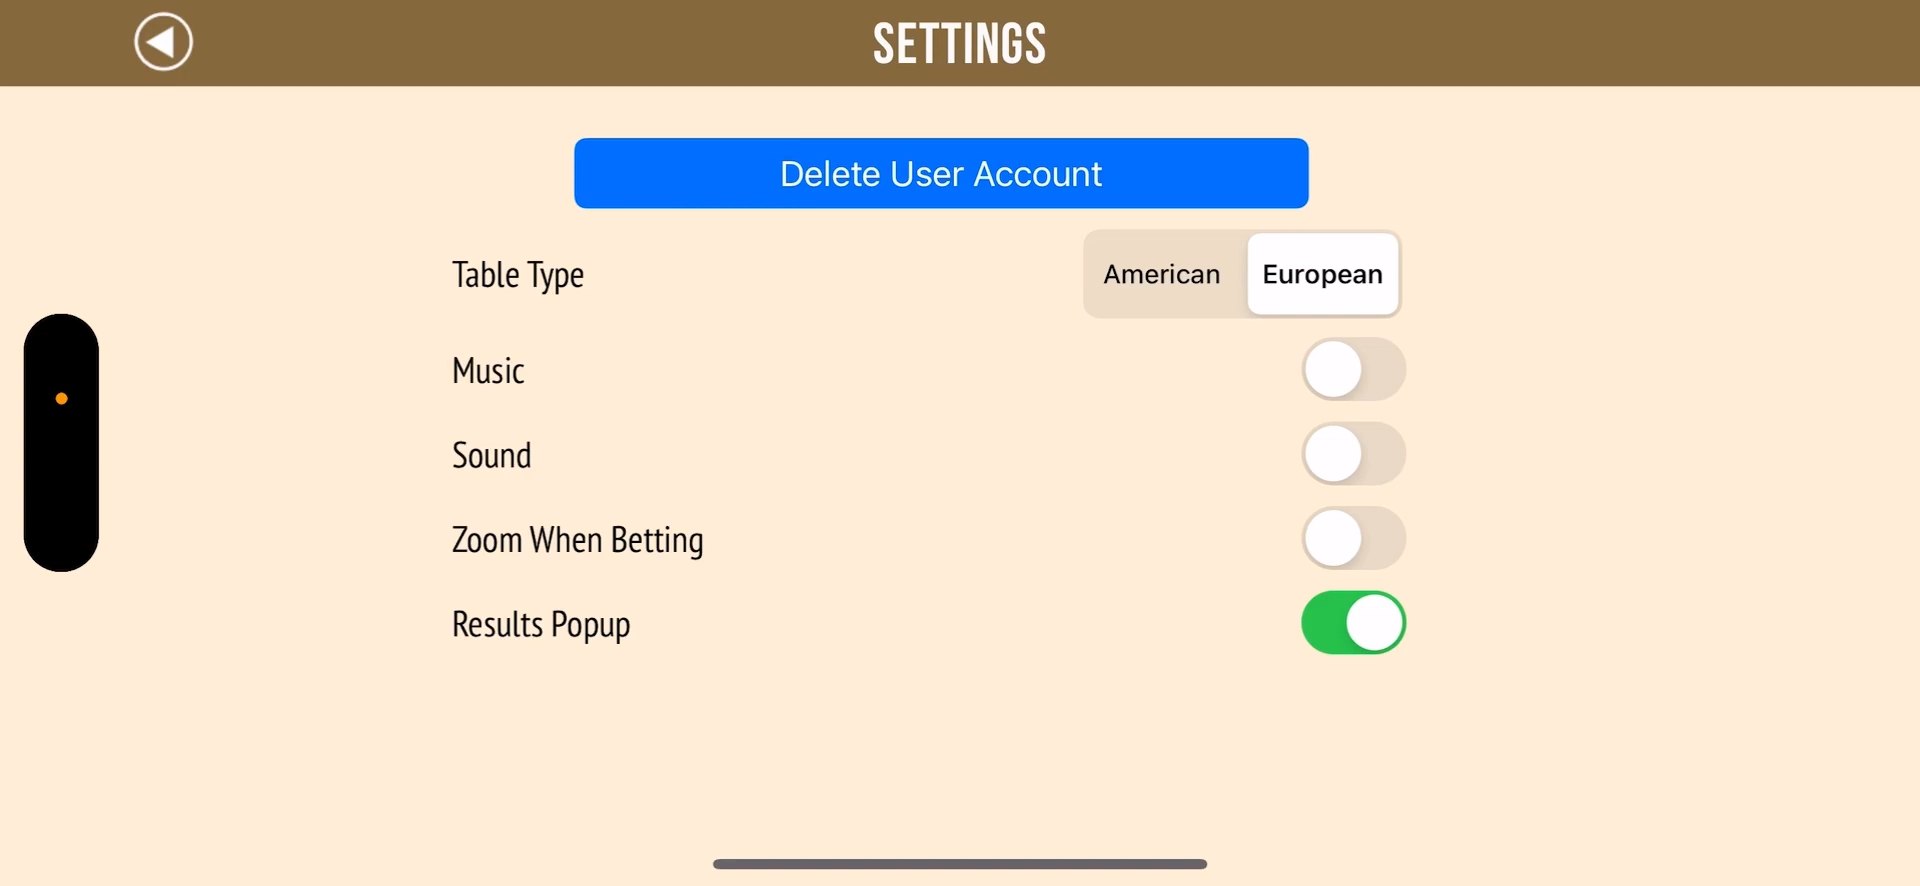 SETTINGS
Delete User Account
Table Type
American
European
Music
Sound
Zoom When Betting
Results Popup